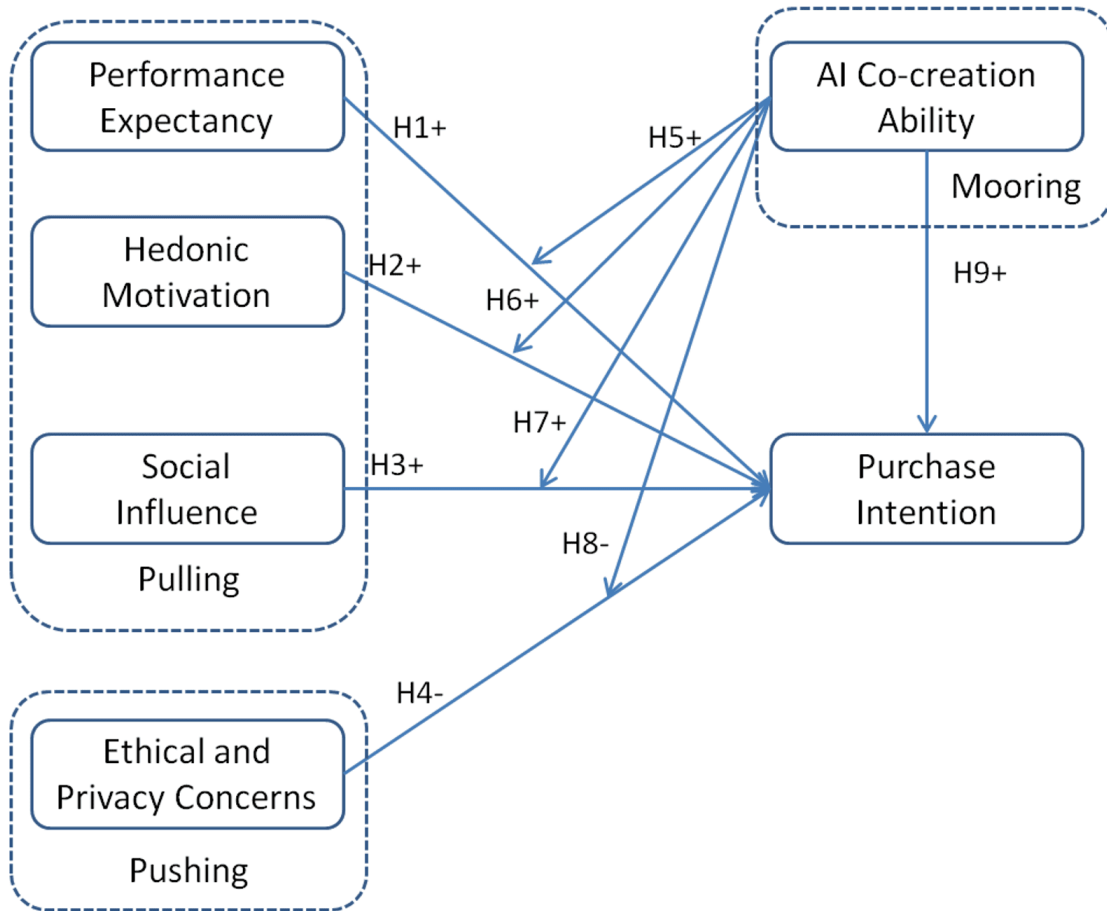 Performance
Expectancy
AI Co-creation
Ability
H1+
H5+
Mooring
Hedonic
Motivation
H2+
H6+
H9+
H7+
Social
Influence
H3+
Purchase
Intention
H8-
Pulling
H4-
Ethical and
Privacy Concerns
Pushing